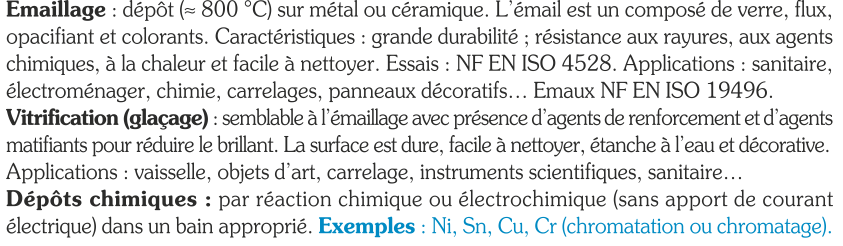 Emaillage : dépôt (≈ 800 °C) sur métal ou céramique. L’émail est un composé de verre, flux,
opacifiant et colorants. Caractéristiques : grande durabilité ; résistance aux rayures, aux agents
chimiques, à la chaleur et facile à nettoyer. Essais : NF EN ISO 4528. Applications : sanitaire,
électroménager, chimie, carrelages, panneaux décoratifs… Emaux NF EN ISO 19496.
Vitrification (glaçage) : semblable à l’émaillage avec présence d’agents de renforcement et d’agents
matifiants pour réduire le brillant. La surface est dure, facile à nettoyer, étanche à l’eau et décorative.
Applications : vaisselle, objets d’art, carrelage, instruments scientifiques, sanitaire…
Dépôts chimiques : par réaction chimique ou électrochimique (sans apport de courant
électrique) dans un bain approprié. Exemples : Ni, Sn, Cu, Cr (chromatation ou chromatage).